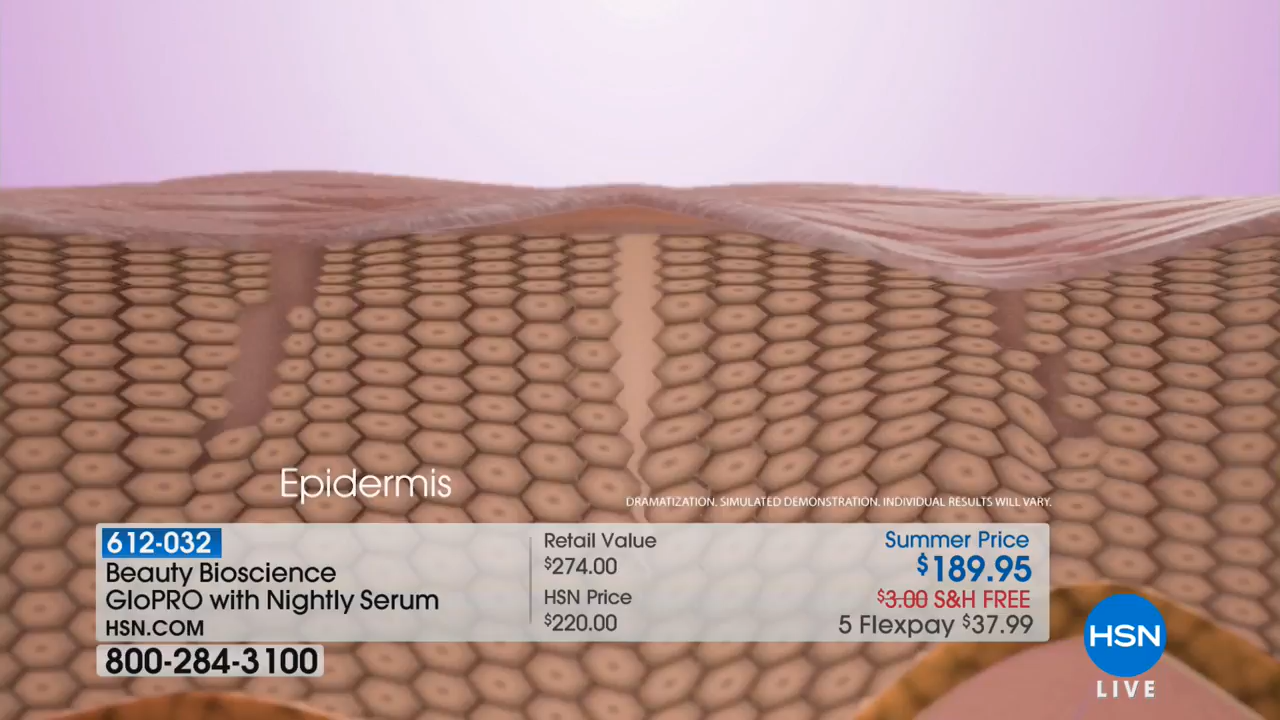 Epidermis
DRAMATIZATION. SIMULATED DEMONSTRATION. INDIVIDUAL RESULTS WILL VARY.
612-032
Beauty Bioscience
GloPRO with Nightly Serum
HSN.COM
800-284-3100
Retail Value
$274.00
HSN Price
$220.00
Summer Price
$189.95
$3.00 S&H FREE
5 Flexpay $37.99
HSN
LIVE